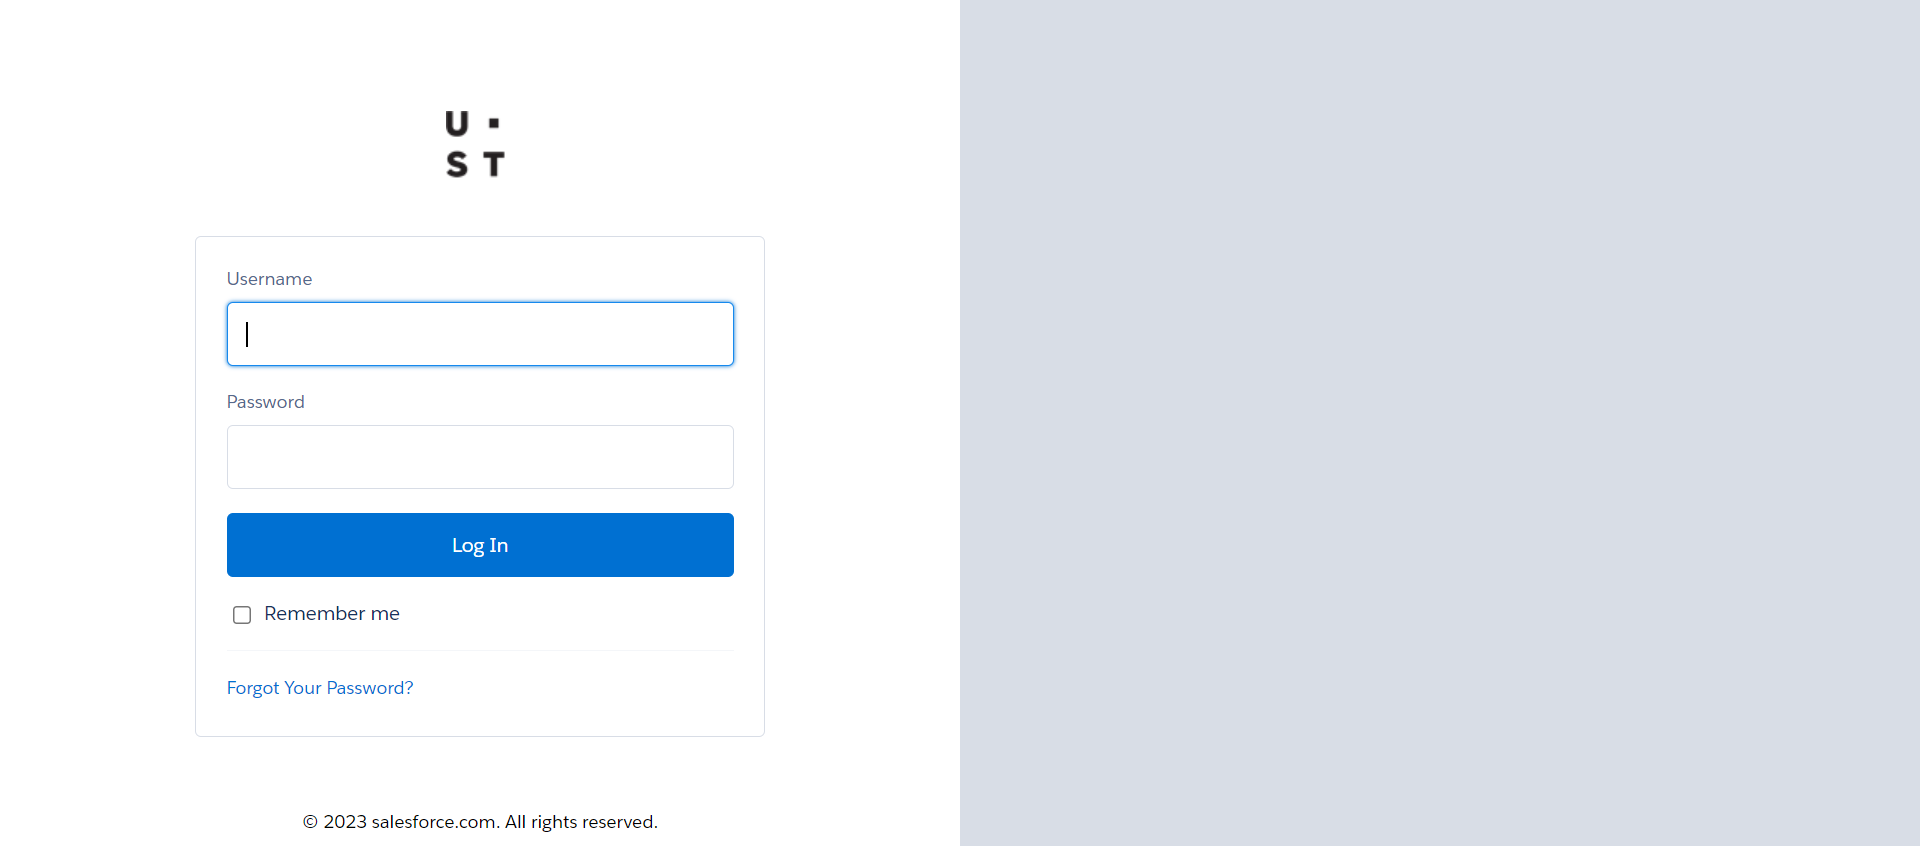 U ▪
S T
Username
Password
Log In
Remember me
Forgot Your Password?
© 2023 salesforce.com. All rights reserved.